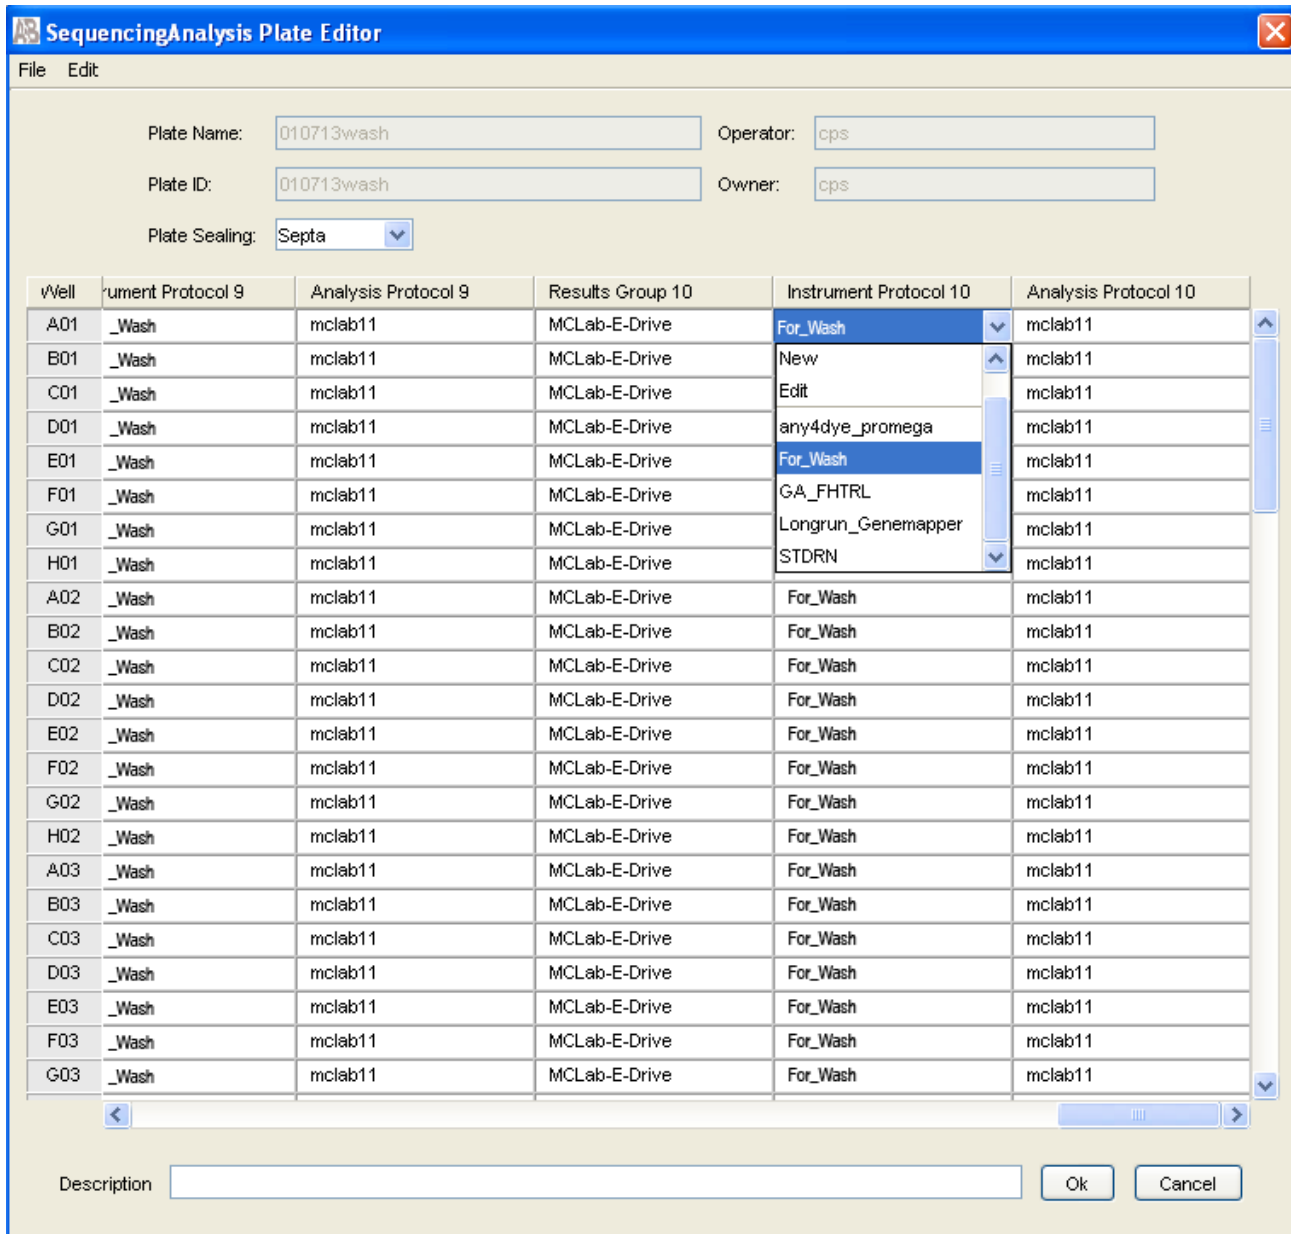 SequencingAnalysis Plate Editor
File Edit
Plate Name: 010713wash Operator: cps
Plate ID: 010713wash Owner: cps
Plate Sealing: Septa
Well rument Protocol 9 Analysis Protocol 9 Results Group 10 Instrument Protocol 10 Analysis Protocol 10
A01 _Wash mclab11 MCLab-E-Drive For_Wash mclab11
B01 _Wash mclab11 MCLab-E-Drive New mclab11
C01 _Wash mclab11 MCLab-E-Drive Edit mclab11
D01 _Wash mclab11 MCLab-E-Drive any4dye_promega mclab11
E01 _Wash mclab11 MCLab-E-Drive For_Wash mclab11
F01 _Wash mclab11 MCLab-E-Drive GA_FHTRL mclab11
G01 _Wash mclab11 MCLab-E-Drive Longrun_Genemapper mclab11
H01 _Wash mclab11 MCLab-E-Drive STDRN mclab11
A02 _Wash mclab11 MCLab-E-Drive For_Wash mclab11
B02 _Wash mclab11 MCLab-E-Drive For_Wash mclab11
C02 _Wash mclab11 MCLab-E-Drive For_Wash mclab11
D02 _Wash mclab11 MCLab-E-Drive For_Wash mclab11
E02 _Wash mclab11 MCLab-E-Drive For_Wash mclab11
F02 _Wash mclab11 MCLab-E-Drive For_Wash mclab11
G02 _Wash mclab11 MCLab-E-Drive For_Wash mclab11
H02 _Wash mclab11 MCLab-E-Drive For_Wash mclab11
A03 _Wash mclab11 MCLab-E-Drive For_Wash mclab11
B03 _Wash mclab11 MCLab-E-Drive For_Wash mclab11
C03 _Wash mclab11 MCLab-E-Drive For_Wash mclab11
D03 _Wash mclab11 MCLab-E-Drive For_Wash mclab11
E03 _Wash mclab11 MCLab-E-Drive For_Wash mclab11
F03 _Wash mclab11 MCLab-E-Drive For_Wash mclab11
G03 _Wash mclab11 MCLab-E-Drive For_Wash mclab11
Description Ok Cancel